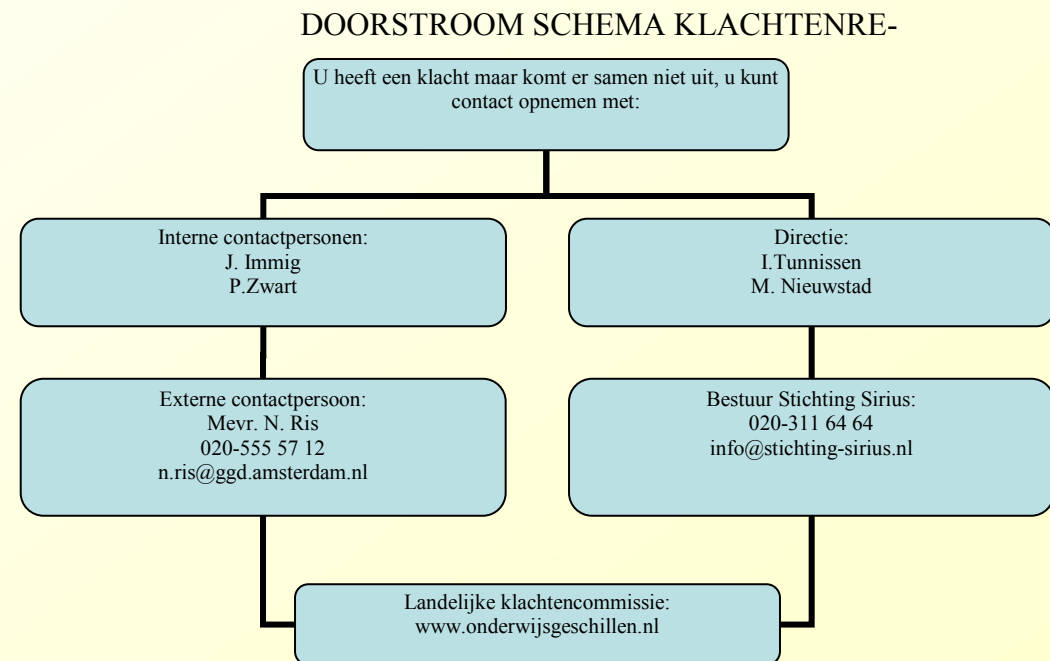 DOORSTROOM SCHEMA KLACHTENRE-
U heeft een klacht maar komt er samen niet uit, u kunt
contact opnemen met:
Interne contactpersonen:
J. Immig
P.Zwart
Directie:
I.Tunnissen
M. Nieuwstad
Externe contactpersoon:
Mevr. N. Ris
020-555 57 12
n.ris@ggd.amsterdam.nl
Bestuur Stichting Sirius:
020-311 64 64
info@stichting-sirius.nl
Landelijke klachtencommissie:
www.onderwijsgeschillen.nl